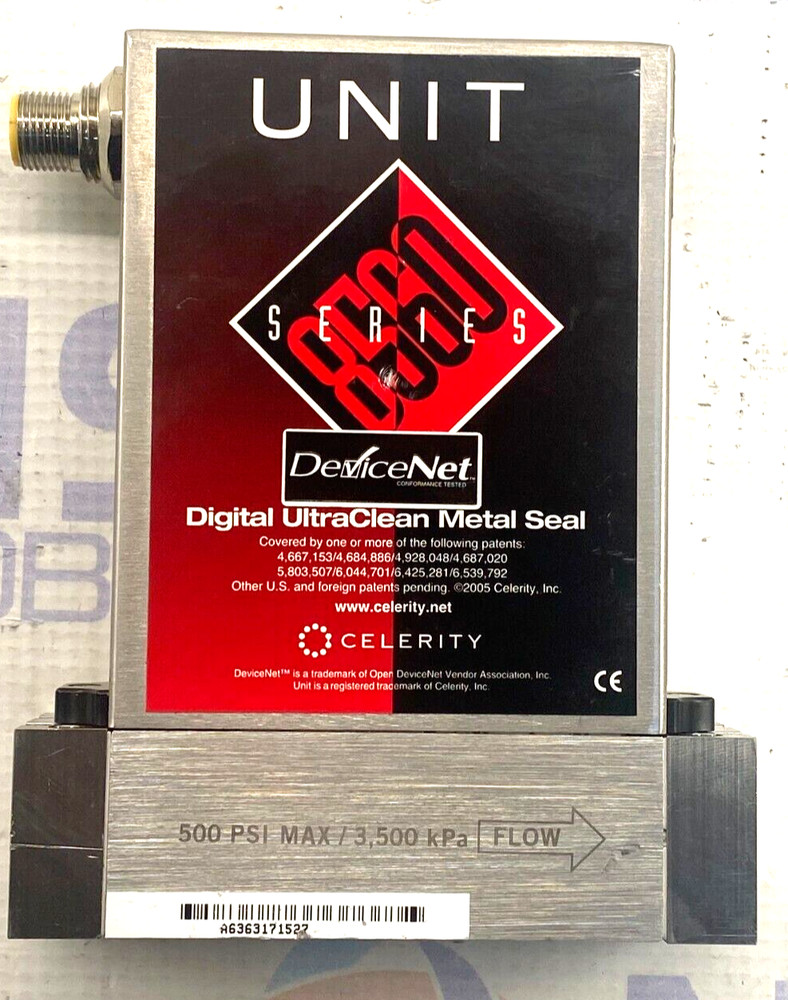 UNIT
8560
SERIES
DeviceNet™
CONFORMANCE TESTED
Digital UltraClean Metal Seal
Covered by one or more of the following patents:
4,667,153/4,684,886/4,928,048/4,687,020
5,803,507/6,044,701/6,425,281/6,539,792
Other U.S. and foreign patents pending. ©2005 Celerity, Inc.
www.celerity.net
CELERITY
DeviceNet™ is a trademark of Open DeviceNet Vendor Association, Inc.
Unit is a registered trademark of Celerity, Inc.
CE
500 PSI MAX / 3,500 kPa FLOW
A6363171527